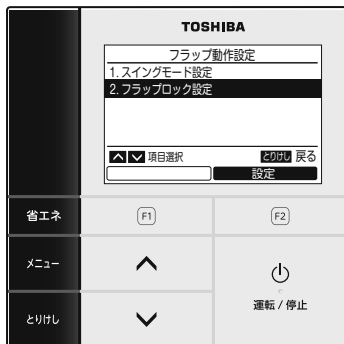 TOSHIBA
フラップ動作設定
1. スイングモード設定
2. フラップロック設定
項目選択 とりけし 戻る
設定
省エネ F1 F2
メニュー
運転 / 停止
とりけし